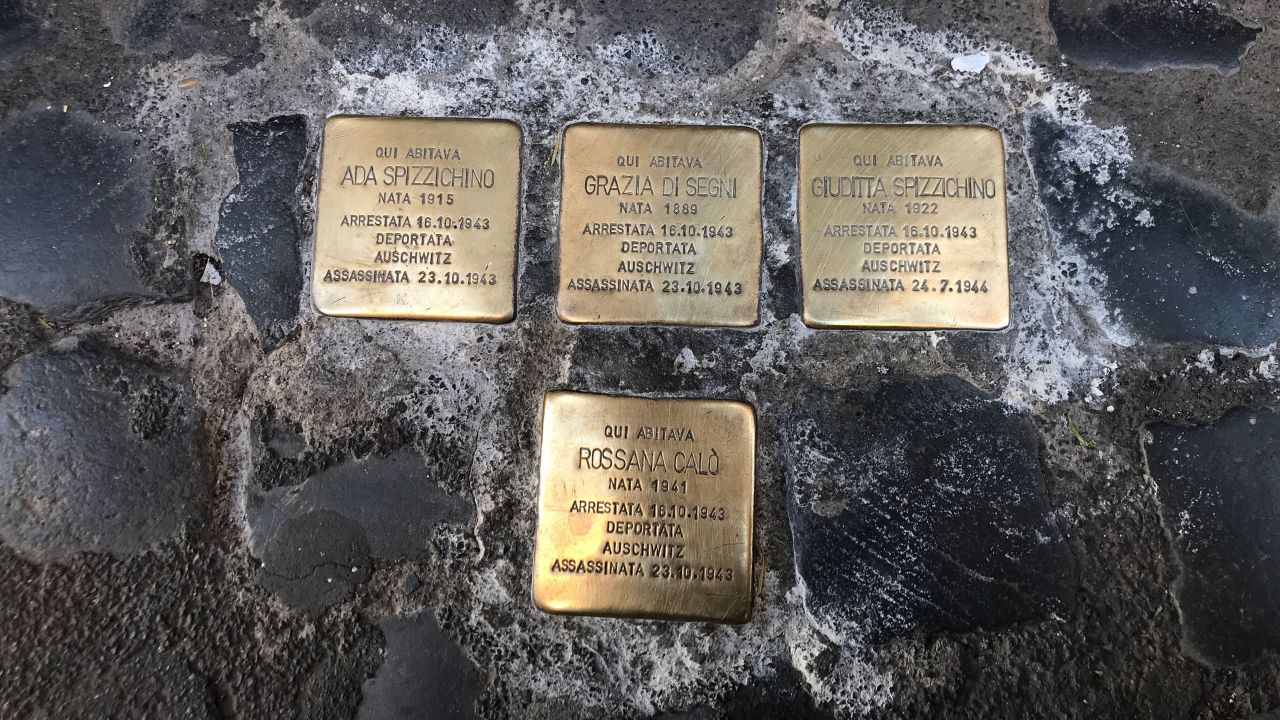 QUI ABITAVA
ADA SPIZZICHINO
NATA 1915
ARRESTATA 16.10.1943
DEPORTATA
AUSCHWITZ
ASSASSINATA 23.10.1943
QUI ABITAVA
GRAZIA DI SEGNI
NATA 1889
ARRESTATA 16.10.1943
DEPORTATA
AUSCHWITZ
ASSASSINATA 23.10.1943
QUI ABITAVA
GIUDITTA SPIZZICHINO
NATA 1922
ARRESTATA 16.10.1943
DEPORTATA
AUSCHWITZ
ASSASSINATA 24.7.1944
QUI ABITAVA
ROSSANA CALÒ
NATA 1941
ARRESTATA 16.10.1943
DEPORTATA
AUSCHWITZ
ASSASSINATA 23.10.1943